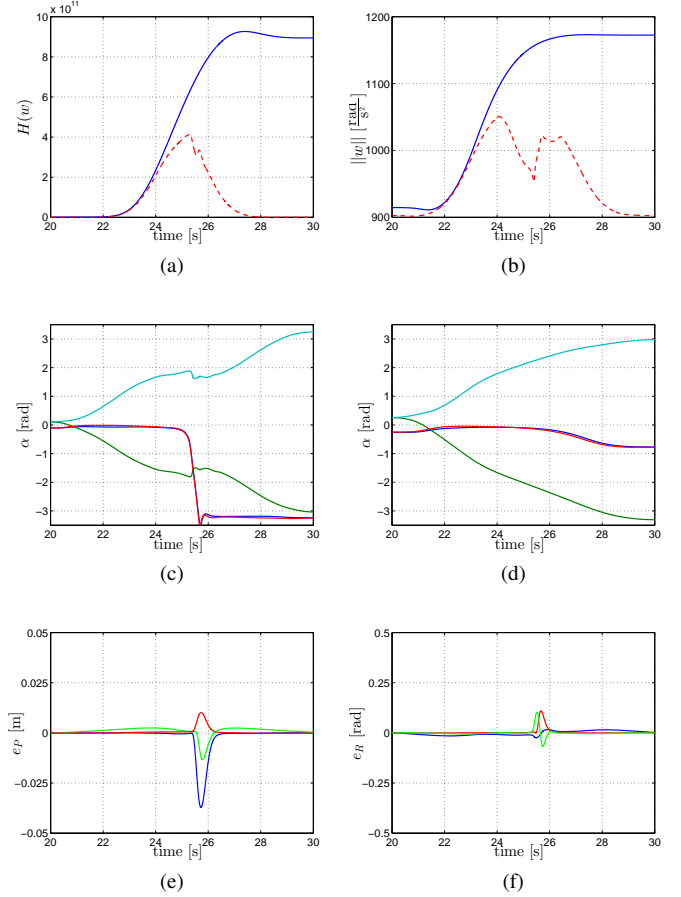 x 10¹¹
10
8
6
4
2
0
H(w)
20 22 24 26 28 30
time [s]
(a)
1200
1100
1000
900
||w|| [rad/s²]
20 22 24 26 28 30
time [s]
(b)
3
2
1
0
−1
−2
−3
α [rad]
20 22 24 26 28 30
time [s]
(c)
3
2
1
0
−1
−2
−3
α [rad]
20 22 24 26 28 30
time [s]
(d)
0.05
0.025
0
−0.025
−0.05
e_P [m]
20 22 24 26 28 30
time [s]
(e)
0.5
0.25
0
−0.25
−0.5
e_R [rad]
20 22 24 26 28 30
time [s]
(f)